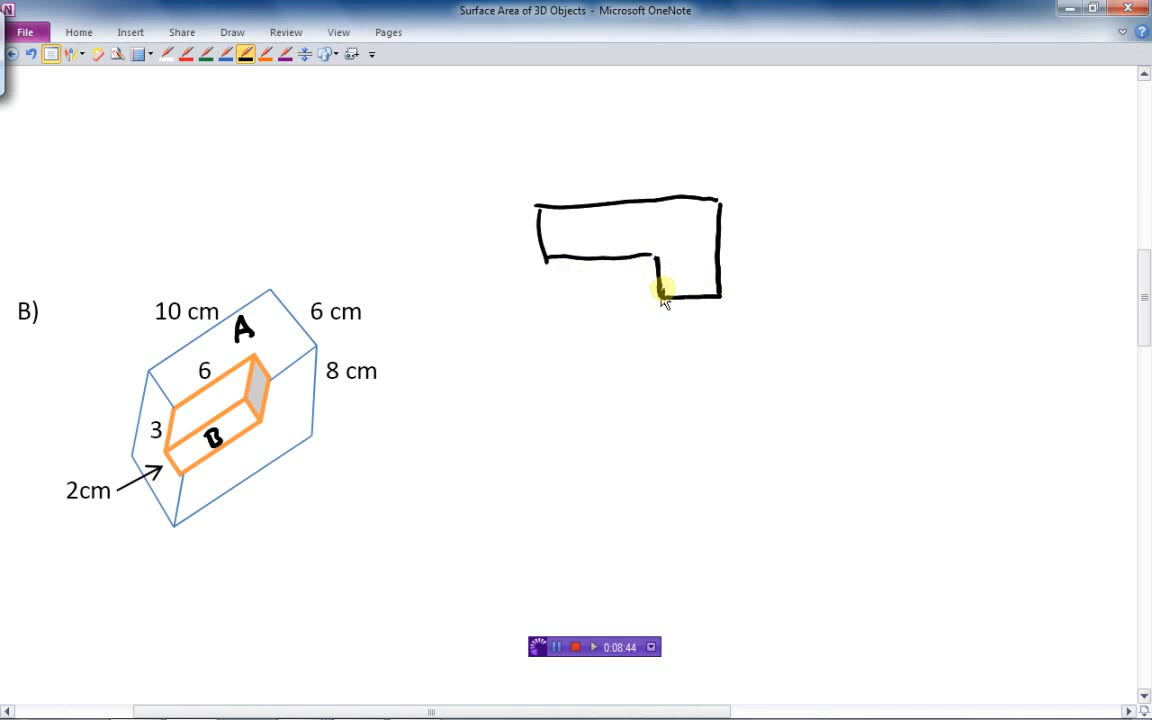 Surface Area of 3D Objects - Microsoft OneNote
File Home Insert Share Draw Review View Pages
B)
10 cm
A
6 cm
6
8 cm
3
B
2cm
0:08:44